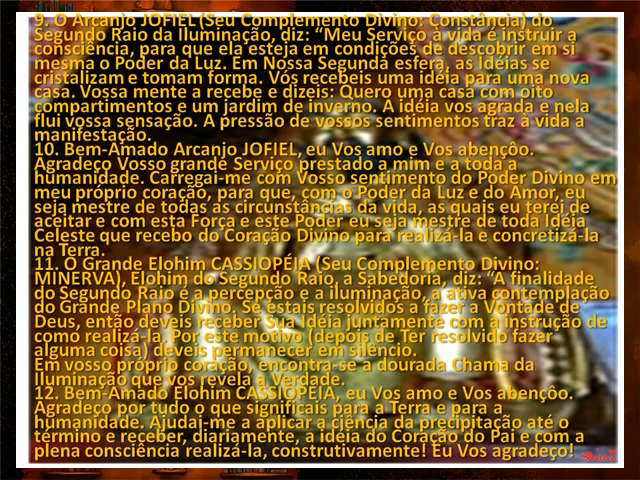 9. O Arcanjo JOFIEL (Seu Complemento Divino: Constância) do
Segundo Raio da Iluminação, diz: “Meu Serviço à vida é instruir a
consciência, para que ela esteja em condições de descobrir em si
mesma o Poder da Luz. Em Nossa Segunda esfera, as Idéias se
cristalizam e tomam forma. Vós recebeis uma idéia para uma nova
casa. Vossa mente a recebe e dizeis: Quero uma casa com oito
compartimentos e um jardim de inverno. A idéia vos agrada e nela
flui vossa sensação. A pressão de vossos sentimentos traz à vida a
manifestação.
10. Bem-Amado Arcanjo JOFIEL, eu Vos amo e Vos abençôo.
Agradeço Vosso grande Serviço prestado a mim e a toda a
humanidade. Carregai-me com Vosso sentimento do Poder Divino em
meu próprio coração, para que, com o Poder da Luz e do Amor, eu
seja mestre de todas as circunstâncias da vida, as quais eu terei de
aceitar e com esta Força e este Poder eu seja mestre de toda Idéia
Celeste que recebo do Coração Divino para realizá-la e concretizá-la
na Terra.
11. O Grande Elohim CASSIOPÉIA (Seu Complemento Divino:
MINERVA), Elohim do Segundo Raio, a Sabedoria, diz: “A finalidade
do Segundo Raio é a percepção e a iluminação, a ativa contemplação
do Grande Plano Divino. Se estais resolvidos a fazer a Vontade de
Deus, então deveis receber Sua Idéia juntamente com a instrução de
como realizá-la. Por este motivo (depois de Ter resolvido fazer
alguma coisa) deveis permanecer em silêncio.
Em vosso próprio coração, encontra-se a dourada Chama da
Iluminação que vos revela a Verdade.
12. Bem-Amado Elohim CASSIOPÉIA, eu Vos amo e Vos abençôo.
Agradeço por tudo o que significais para a Terra e para a
humanidade. Ajudai-me a aplicar a ciência da precipitação até o
término e receber, diariamente, a idéia do Coração do Pai e com a
plena consciência realizá-la, construtivamente! Eu Vos agradeço!